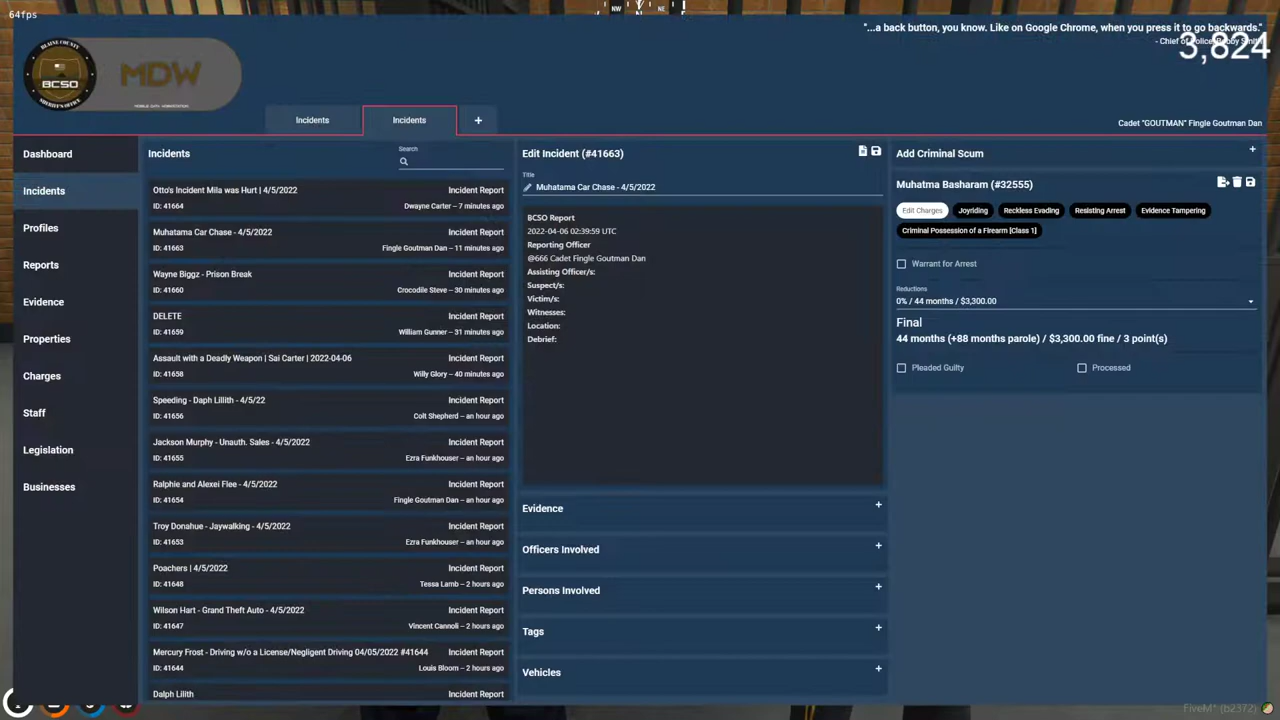 64fps
NW
NE
"...a back button, you know. Like on Google Chrome, when you press it to go backwards."
3,824
BLAINE COUNTY
BCSO
SHERIFF'S OFFICE
MDW
Incidents
Incidents
+
Cadet "GOUTMAN" Fingle Goutman Dan
Dashboard
Incidents
Profiles
Reports
Evidence
Properties
Charges
Staff
Legislation
Businesses
Incidents
Search
Otto's Incident Mila was Hurt | 4/5/2022 Incident Report
ID: 41664 Dwayne Carter – 7 minutes ago
Muhatama Car Chase - 4/5/2022 Incident Report
ID: 41663 Fingle Goutman Dan – 11 minutes ago
Wayne Biggz - Prison Break Incident Report
ID: 41660 Crocodile Steve – 30 minutes ago
DELETE Incident Report
ID: 41659 William Gunner – 31 minutes ago
Assault with a Deadly Weapon | Sai Carter | 2022-04-06 Incident Report
ID: 41658 Willy Glory – 40 minutes ago
Speeding - Daph Lillith - 4/5/22 Incident Report
ID: 41656 Colt Shepherd – an hour ago
Jackson Murphy - Unauth. Sales - 4/5/2022 Incident Report
ID: 41655 Ezra Funkhouser – an hour ago
Ralphie and Alexei Flee - 4/5/2022 Incident Report
ID: 41654 Fingle Goutman Dan – an hour ago
Troy Donahue - Jaywalking - 4/5/2022 Incident Report
ID: 41653 Ezra Funkhouser – an hour ago
Poachers | 4/5/2022 Incident Report
ID: 41648 Tessa Lamb – 2 hours ago
Wilson Hart - Grand Theft Auto - 4/5/2022 Incident Report
ID: 41647 Vincent Cannoli – 2 hours ago
Mercury Frost - Driving w/o a License/Negligent Driving 04/05/2022 #41644 Incident Report
ID: 41644 Louis Bloom – 2 hours ago
Dalph Lilith Incident Report
Edit Incident (#41663)
Title
Muhatama Car Chase - 4/5/2022
BCSO Report
2022-04-06 02:39:59 UTC
Reporting Officer
@666 Cadet Fingle Goutman Dan
Assisting Officer/s:
Suspect/s:
Victim/s:
Witnesses:
Location:
Debrief:
Evidence +
Officers Involved +
Persons Involved +
Tags +
Vehicles +
Add Criminal Scum +
Muhatma Basharam (#32555)
Edit Charges Joyriding Reckless Evading Resisting Arrest Evidence Tampering
Criminal Possession of a Firearm [Class 1]
Warrant for Arrest
Reductions
0% / 44 months / $3,300.00
Final
44 months (+88 months parole) / $3,300.00 fine / 3 point(s)
Pleaded Guilty Processed
FiveM* (b2372)